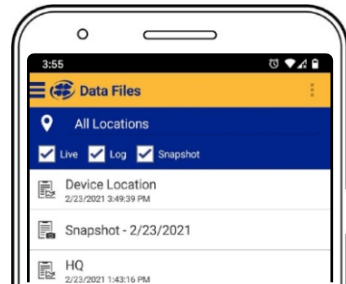 3:55
Data Files
All Locations
Live Log Snapshot
Device Location
2/23/2021 3:49:39 PM
Snapshot - 2/23/2021
HQ
2/23/2021 1:43:16 PM